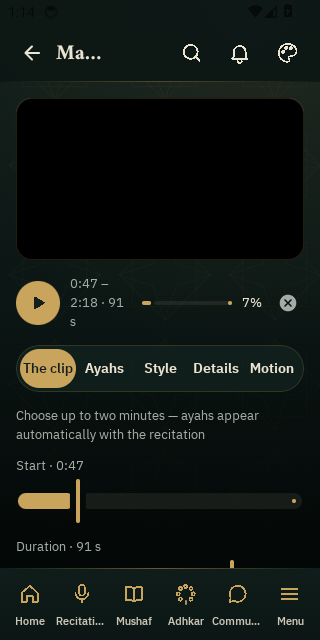 1:14
Ma...
0:47 –
2:18 · 91
s
7%
The clip Ayahs Style Details Motion
Choose up to two minutes — ayahs appear
automatically with the recitation
Start · 0:47
Duration · 91 s
Home Recitati... Mushaf Adhkar Commu... Menu